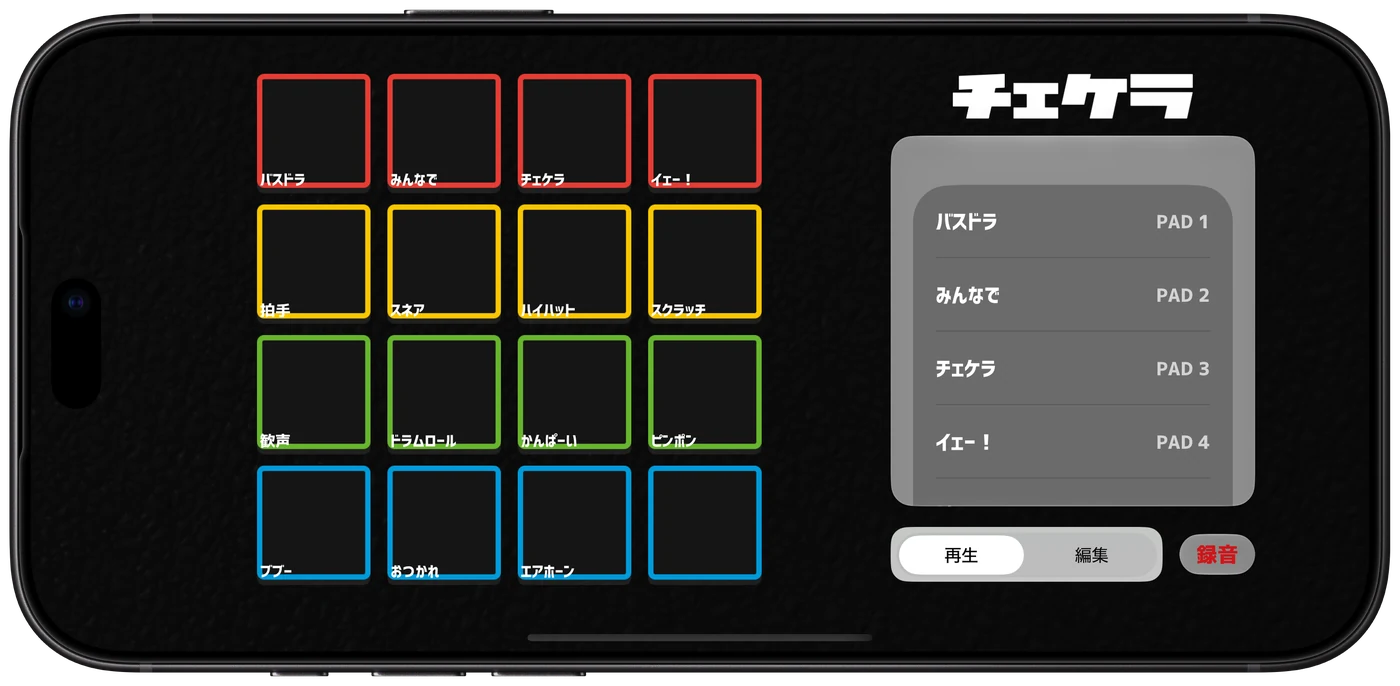 バスドラ みんなで チェケラ イェー！
拍手 スネア ハイハット スクラッチ
歓声 ドラムロール かんぱーい ピンポン
ブブー おつかれ エアホーン
チェケラ
バスドラ PAD 1
みんなで PAD 2
チェケラ PAD 3
イェー！ PAD 4
再生 編集 録音